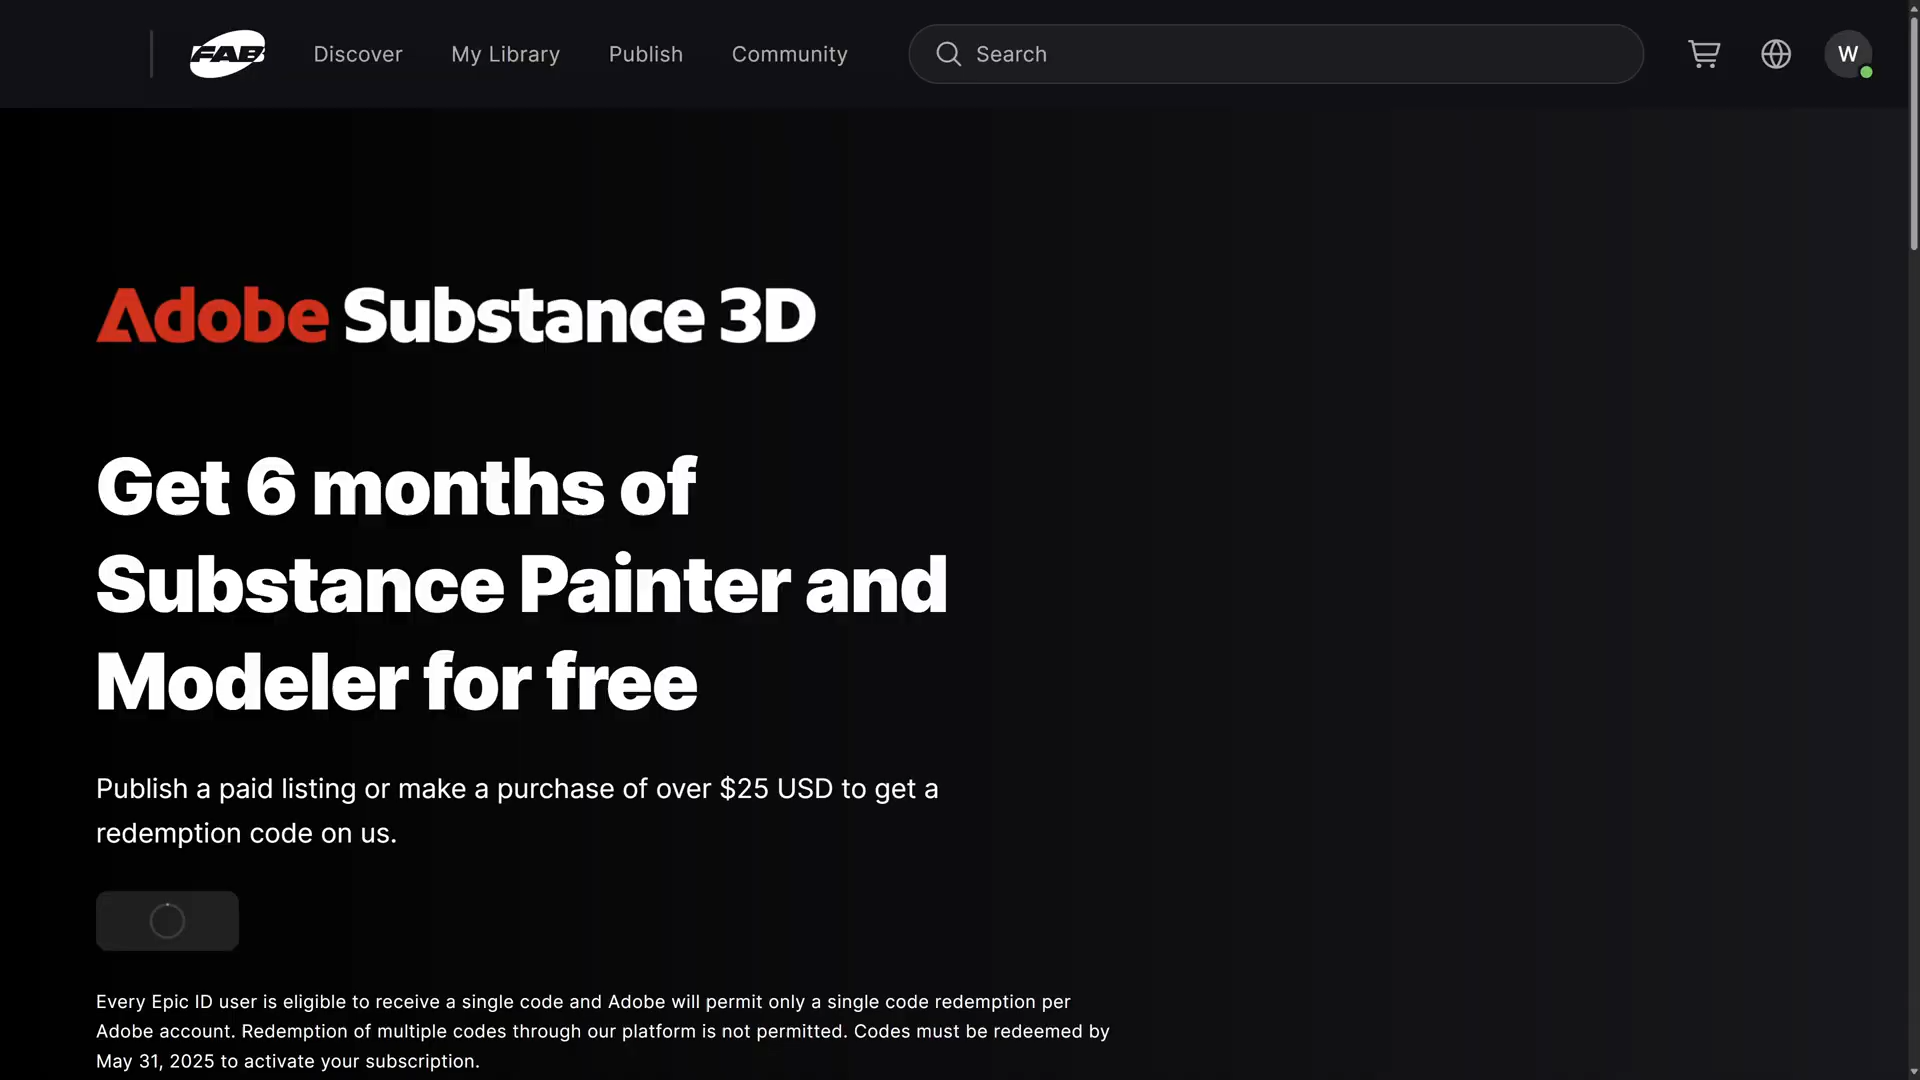 FAB
Discover
My Library
Publish
Community
Search
W
Adobe Substance 3D
Get 6 months of
Substance Painter and
Modeler for free
Publish a paid listing or make a purchase of over $25 USD to get a
redemption code on us.
Every Epic ID user is eligible to receive a single code and Adobe will permit only a single code redemption per
Adobe account. Redemption of multiple codes through our platform is not permitted. Codes must be redeemed by
May 31, 2025 to activate your subscription.